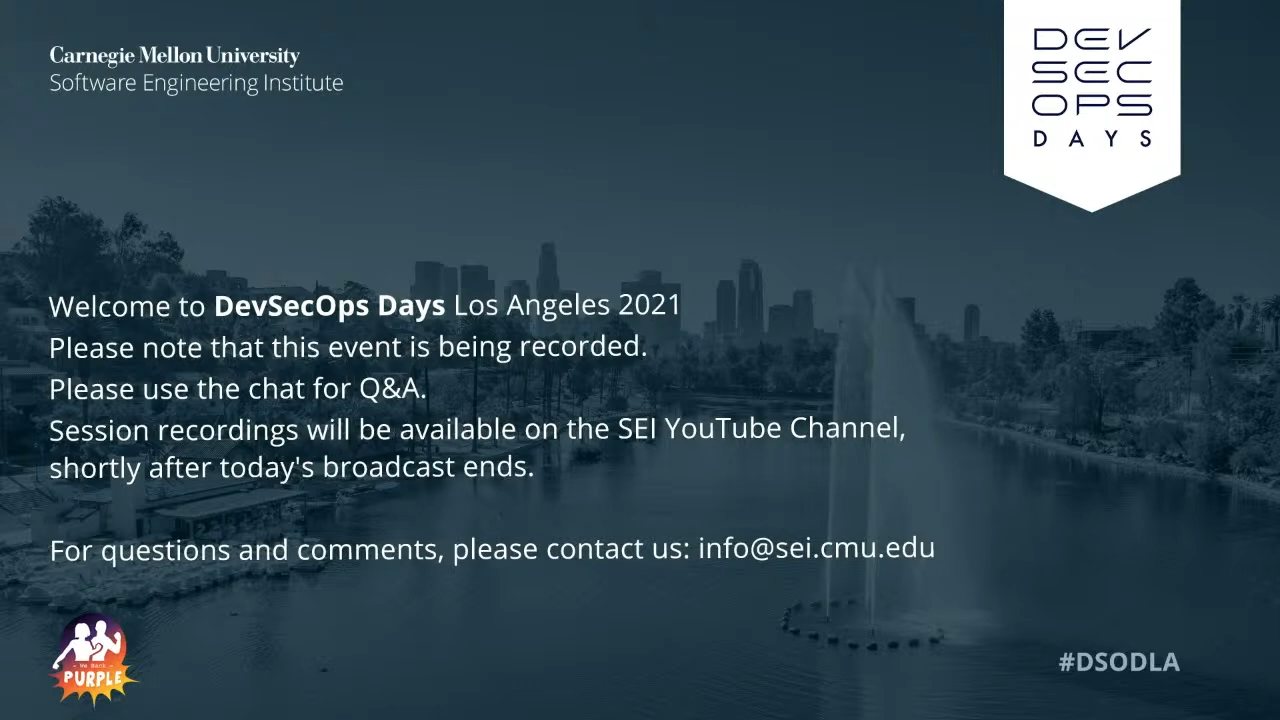 Carnegie Mellon University
Software Engineering Institute
DEV
SEC
OPS
DAYS
Welcome to DevSecOps Days Los Angeles 2021
Please note that this event is being recorded.
Please use the chat for Q&A.
Session recordings will be available on the SEI YouTube Channel,
shortly after today's broadcast ends.
For questions and comments, please contact us: info@sei.cmu.edu
- We Hack -
PURPLE
#DSODLA